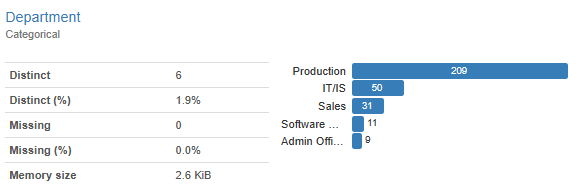 Department
Categorical
Distinct 6
Distinct (%) 1.9%
Missing 0
Missing (%) 0.0%
Memory size 2.6 KiB
Production 209
IT/IS 50
Sales 31
Software ... 11
Admin Offi... 9